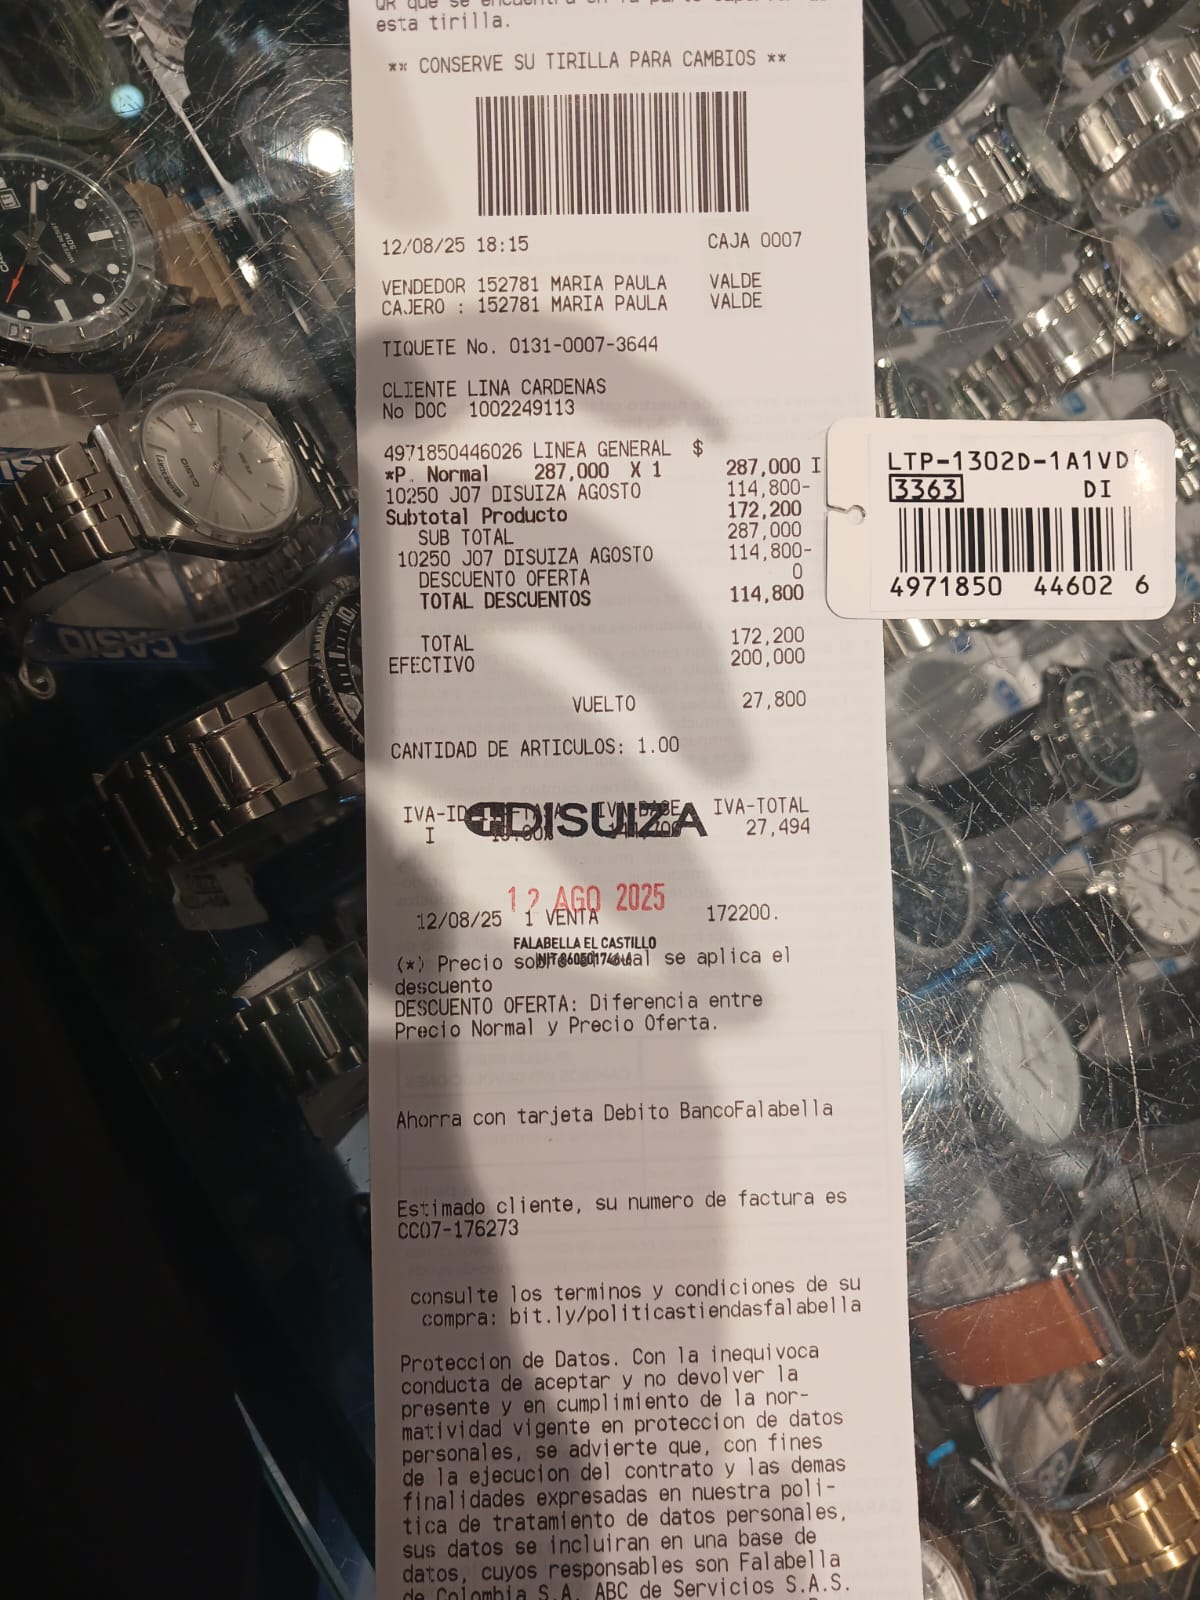 esta tirilla.
** CONSERVE SU TIRILLA PARA CAMBIOS **
12/08/25 18:15 CAJA 0007
VENDEDOR 152781 MARIA PAULA VALDE
CAJERO : 152781 MARIA PAULA VALDE
TIQUETE No. 0131-0007-3644
CLIENTE LINA CARDENAS
No DOC 1002249113
4971850446026 LINEA GENERAL $
*P. Normal 287,000 X 1 287,000 I
10250 J07 DISUIZA AGOSTO 114,800-
Subtotal Producto 172,200
SUB TOTAL 287,000
10250 J07 DISUIZA AGOSTO 114,800-
DESCUENTO OFERTA 0
TOTAL DESCUENTOS 114,800
TOTAL 172,200
EFECTIVO 200,000
VUELTO 27,800
CANTIDAD DE ARTICULOS: 1.00
IVA-TOTAL
I 27,494
DISUIZA
12 AGO 2025
12/08/25 1 VENTA 172200.
FALABELLA EL CASTILLO
(*) Precio se aplica el
descuento
DESCUENTO OFERTA: Diferencia entre
Precio Normal y Precio Oferta.
Ahorra con tarjeta Debito BancoFalabella
Estimado cliente, su numero de factura es
CC07-176273
consulte los terminos y condiciones de su
compra: bit.ly/politicastiendasfalabella
Proteccion de Datos. Con la inequivoca
conducta de aceptar y no devolver la
presente y en cumplimiento de la nor-
matividad vigente en proteccion de datos
personales, se advierte que, con fines
de la ejecucion del contrato y las demas
finalidades expresadas en nuestra poli-
tica de tratamiento de datos personales,
sus datos se incluiran en una base de
datos, cuyos responsables son Falabella
de Colombia S.A. ABC de Servicios S.A.S.
LTP-1302D-1A1VD
3363 DI
4971850 44602 6
CASIO
CASIO